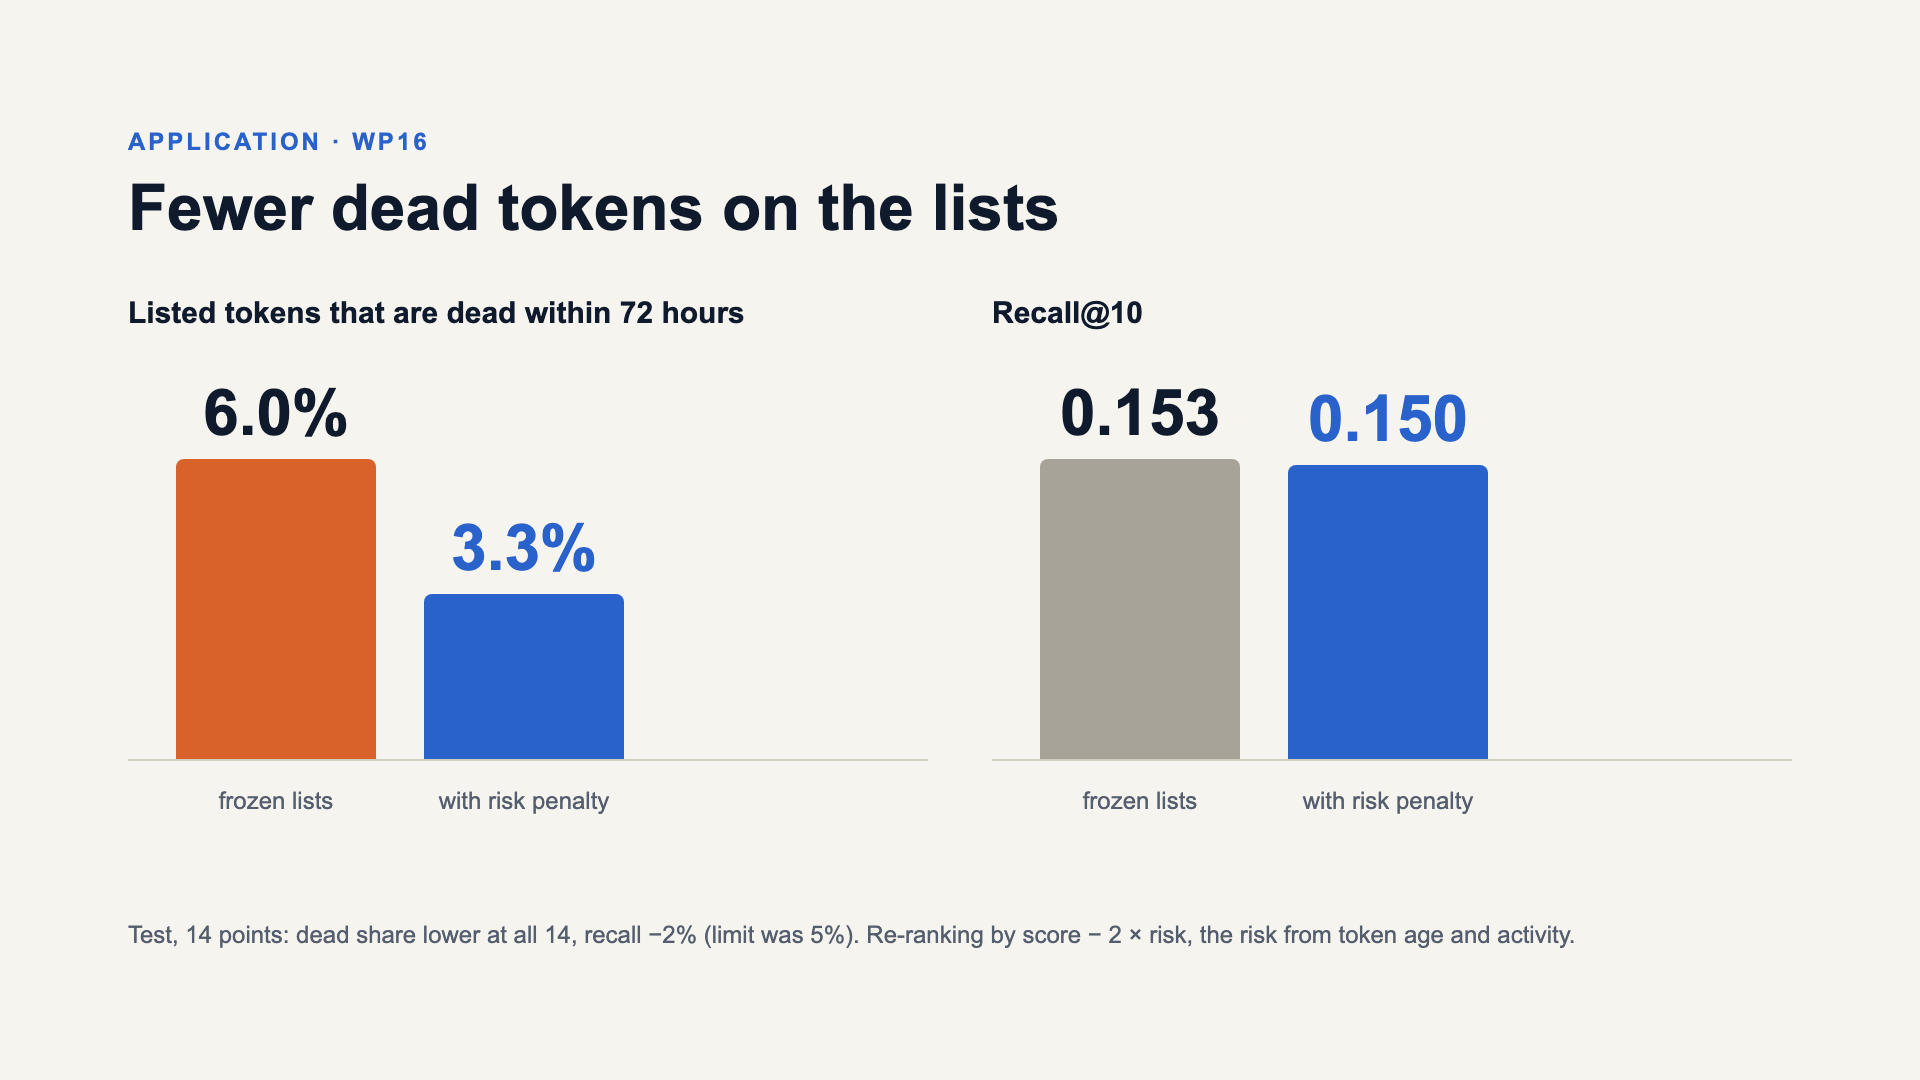 APPLICATION · WP16
Fewer dead tokens on the lists
Listed tokens that are dead within 72 hours
6.0%
3.3%
frozen lists
with risk penalty
Recall@10
0.153
0.150
frozen lists
with risk penalty
Test, 14 points: dead share lower at all 14, recall −2% (limit was 5%). Re-ranking by score − 2 × risk, the risk from token age and activity.